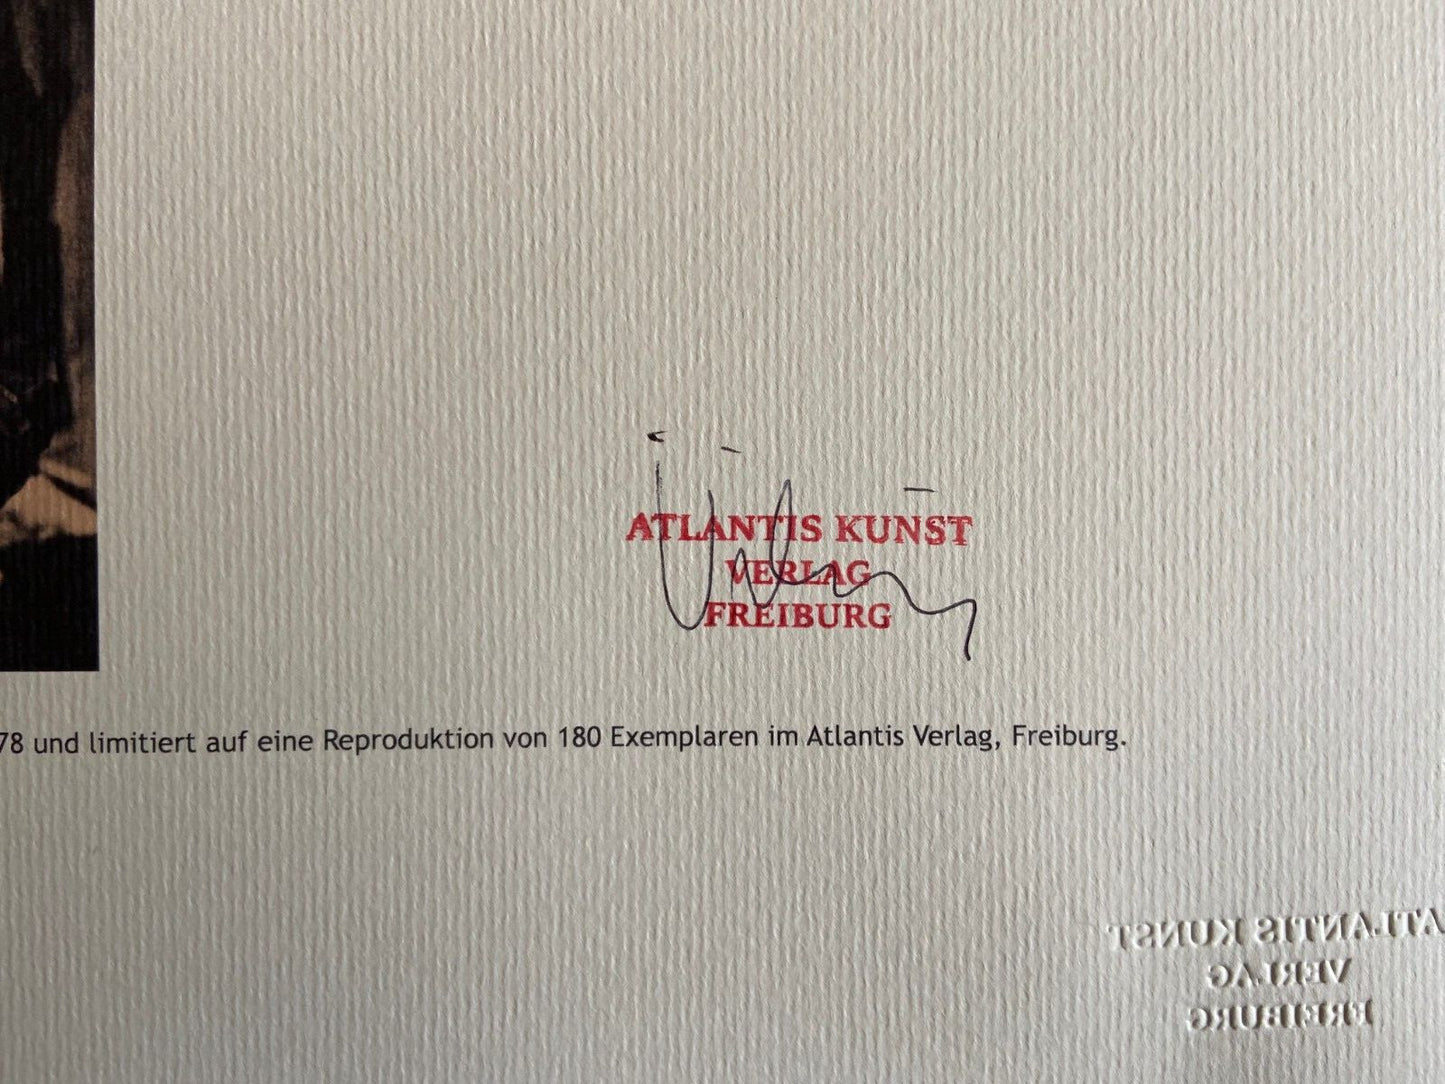 ATLANTIS KUNST
VERLAG
FREIBURG
78 und limitiert auf eine Reproduktion von 180 Exemplaren im Atlantis Verlag, Freiburg.
ATLANTIS KUNST
VERLAG
FREIBURG